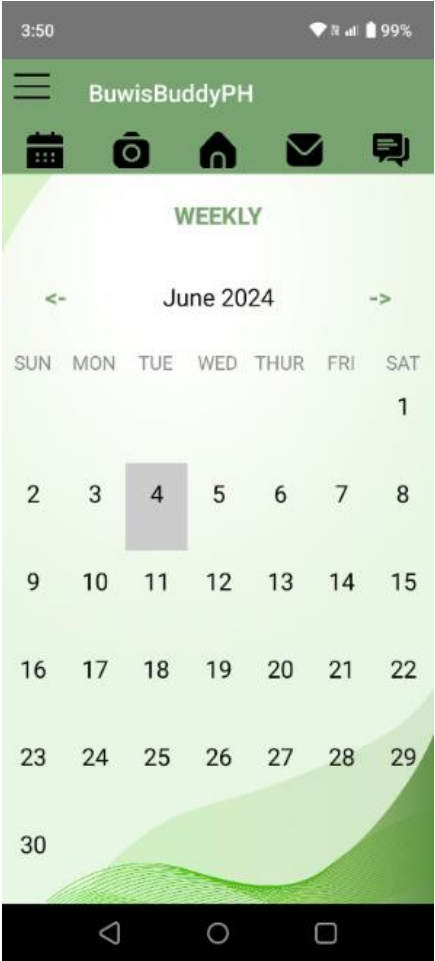 3:50 99%
BuwisBuddyPH
WEEKLY
<- June 2024 ->
SUN MON TUE WED THUR FRI SAT
1
2 3 4 5 6 7 8
9 10 11 12 13 14 15
16 17 18 19 20 21 22
23 24 25 26 27 28 29
30